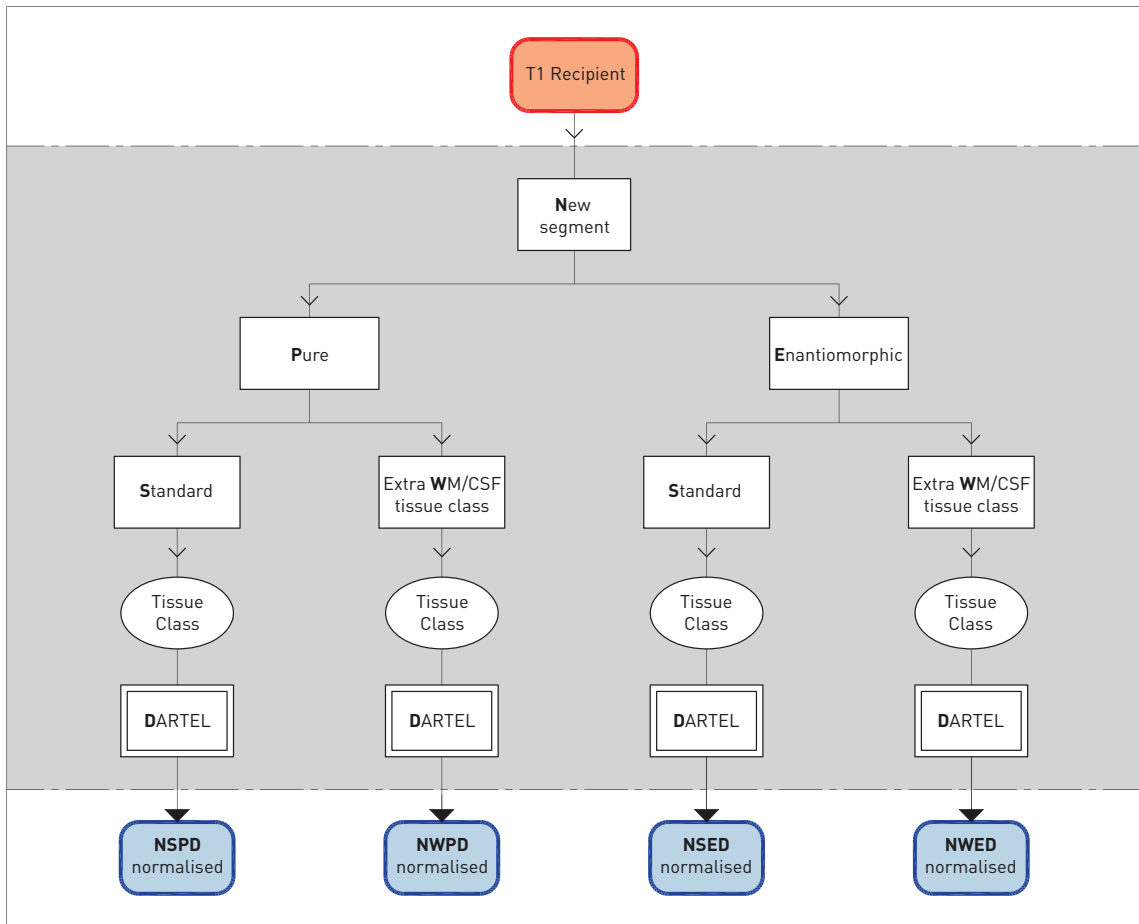 T1 Recipient
New
segment
Pure
Enantiomorphic
Standard
Extra WM/CSF
tissue class
Standard
Extra WM/CSF
tissue class
Tissue
Class
Tissue
Class
Tissue
Class
Tissue
Class
DARTEL
DARTEL
DARTEL
DARTEL
NSPD
normalised
NWPD
normalised
NSED
normalised
NWED
normalised